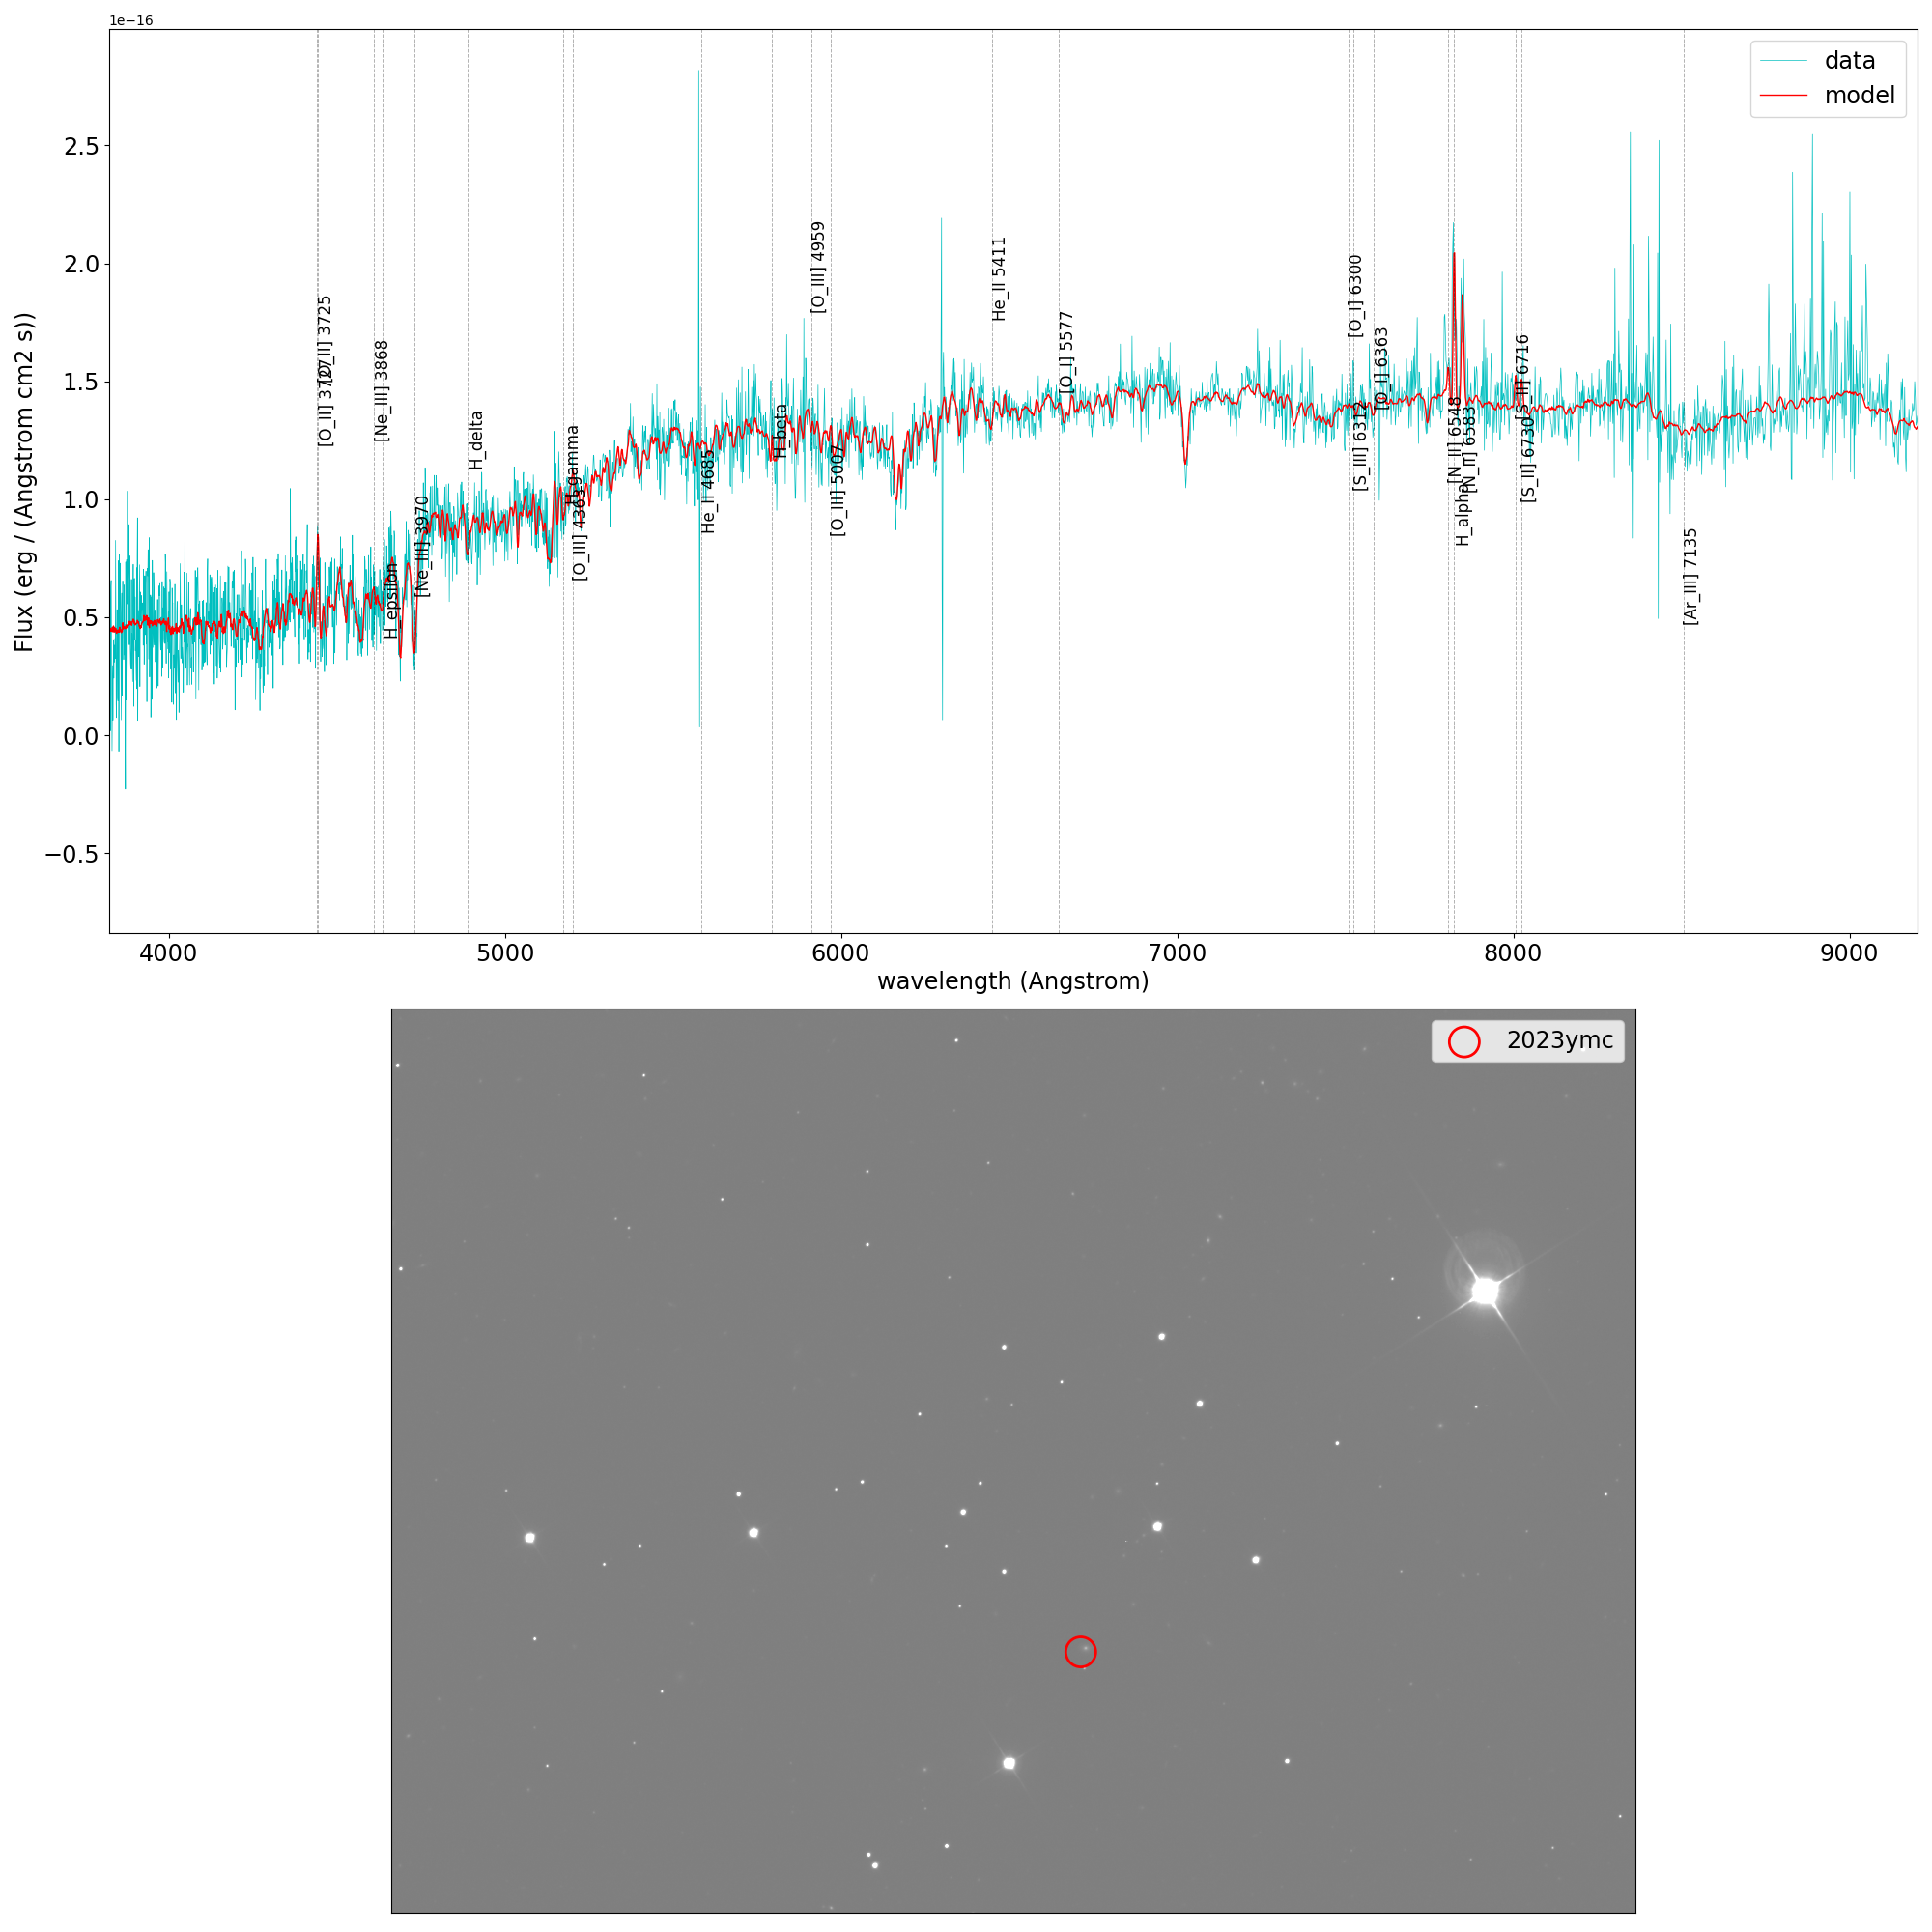 1e−16
data
model
2.5
2.0
1.5
1.0
0.5
0.0
−0.5
Flux (erg / (Angstrom cm2 s))
[O_II] 3725
[O_II] 3727
[Ne_III] 3868
H_epsilon
[Ne_III] 3970
H_delta
H_gamma
[O_III] 4363
He_II 4685
H_beta
[O_III] 4959
[O_III] 5007
He_II 5411
[O_I] 5577
[O_I] 6300
[S_III] 6312
[O_I] 6363
[N_II] 6548
H_alpha
[N_II] 6583
[S_II] 6716
[S_II] 6730
[Ar_III] 7135
4000 5000 6000 7000 8000 9000
wavelength (Angstrom)
2023ymc